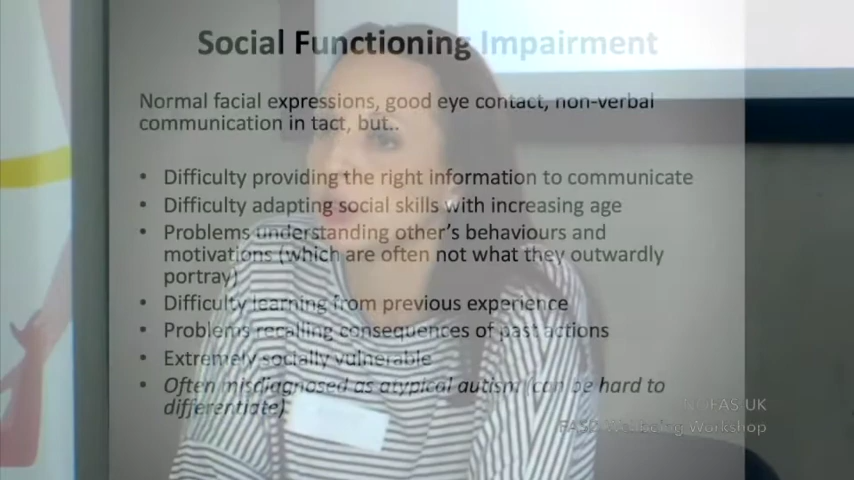 Social Functioning Impairment
Normal facial expressions, good eye contact, non-verbal
communication in tact, but..
• Difficulty providing the right information to communicate
• Difficulty adapting social skills with increasing age
• Problems understanding other's behaviours and
motivations (which are often not what they outwardly
portray)
• Difficulty learning from previous experience
• Problems recalling consequences of past actions
• Extremely socially vulnerable
• Often misdiagnosed as atypical autism (can be hard to
differentiate)
NOFAS UK
FASD Wellbeing Workshop